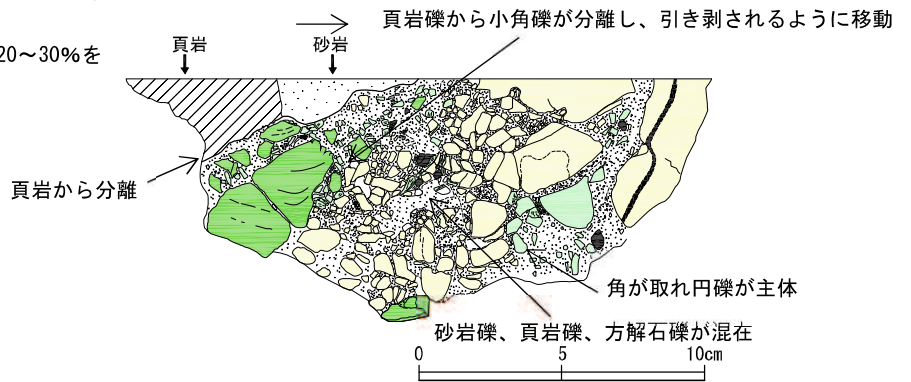 頁岩礫から小角礫が分離し、引き剥されるように移動
20～30%を
頁岩
砂岩
頁岩から分離
角が取れ円礫が主体
砂岩礫、頁岩礫、方解石礫が混在
0 5 10cm